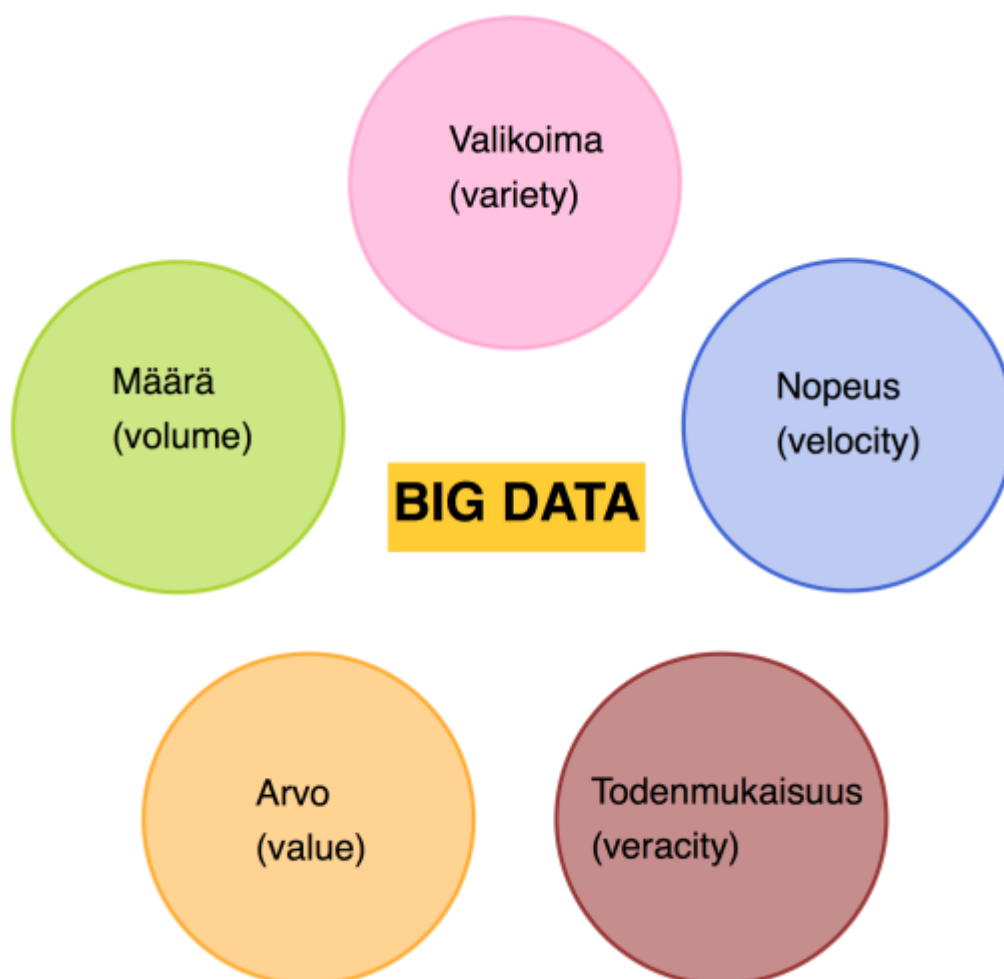 Valikoima
(variety)
Määrä
(volume)
Nopeus
(velocity)
BIG DATA
Arvo
(value)
Todenmukaisuus
(veracity)